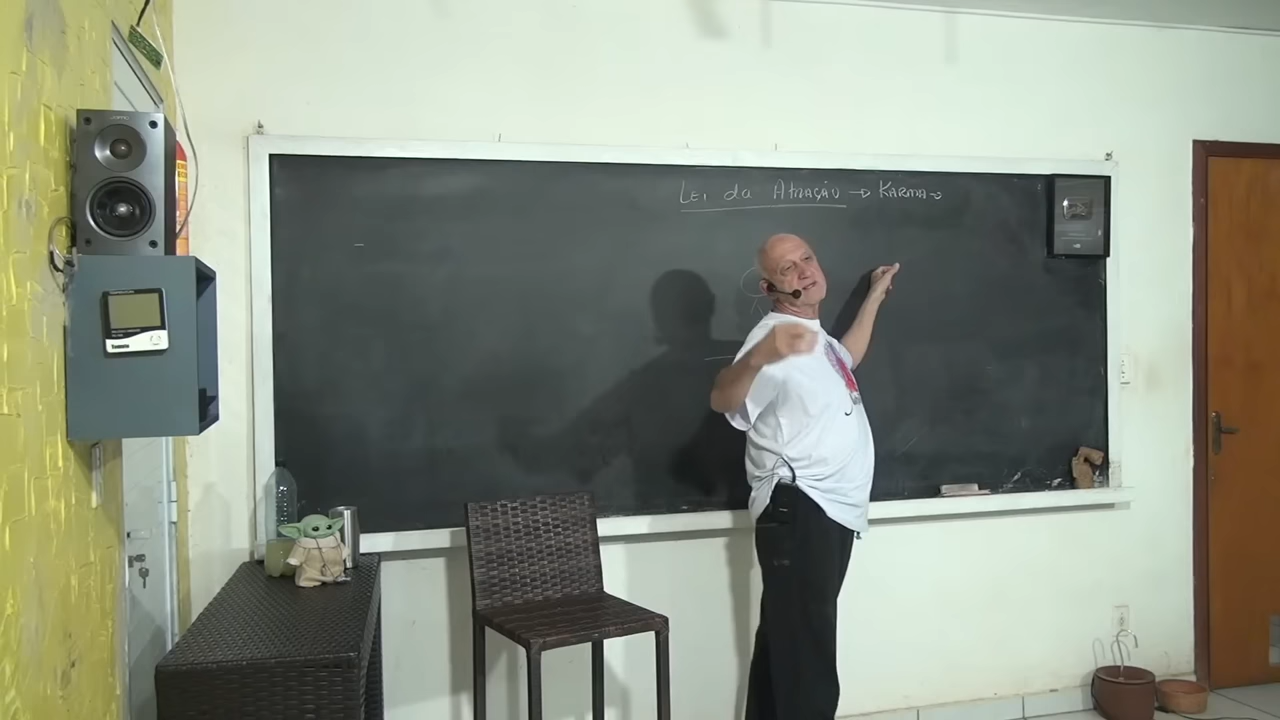 LEI da ATRAÇÃO → KARMA →